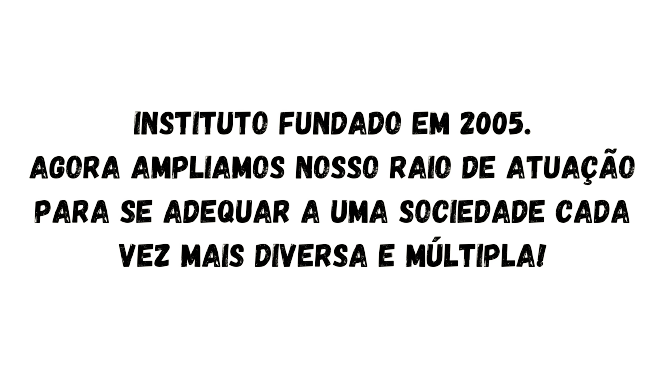 INSTITUTO FUNDADO EM 2005.
AGORA AMPLIAMOS NOSSO RAIO DE ATUAÇÃO
PARA SE ADEQUAR A UMA SOCIEDADE CADA
VEZ MAIS DIVERSA E MÚLTIPLA!